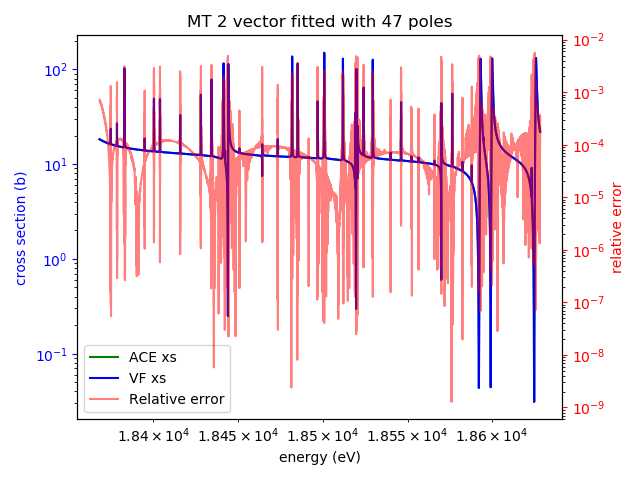 MT 2 vector fitted with 47 poles
10²
10¹
10⁰
10⁻¹
cross section (b)
10⁻²
10⁻³
10⁻⁴
10⁻⁵
10⁻⁶
10⁻⁷
10⁻⁸
10⁻⁹
relative error
ACE xs
VF xs
Relative error
1.84 × 10⁴ 1.845 × 10⁴ 1.85 × 10⁴ 1.855 × 10⁴ 1.86 × 10⁴
energy (eV)